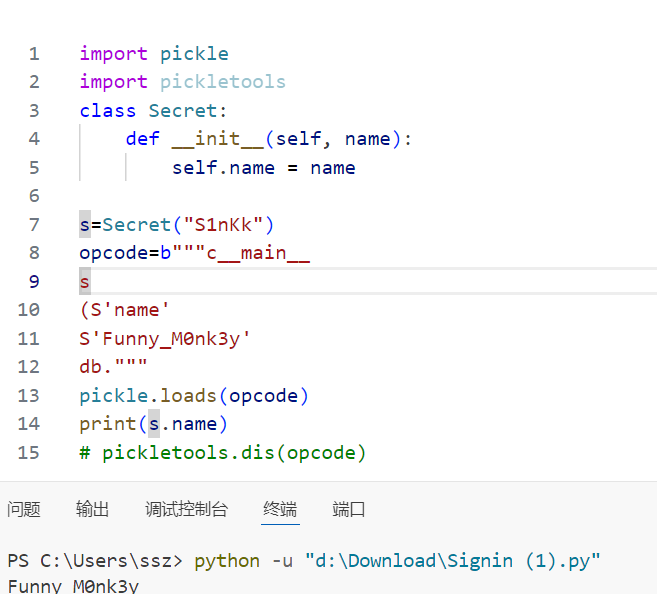 1 import pickle
2 import pickletools
3 class Secret:
4 def __init__(self, name):
5 self.name = name
6
7 s=Secret("S1nKk")
8 opcode=b"""c__main__
9 s
10 (S'name'
11 S'Funny_M0nk3y'
12 db."""
13 pickle.loads(opcode)
14 print(s.name)
15 # pickletools.dis(opcode)
问题 输出 调试控制台 终端 端口
PS C:\Users\ssz> python -u "d:\Download\Signin (1).py"
Funny_M0nk3y